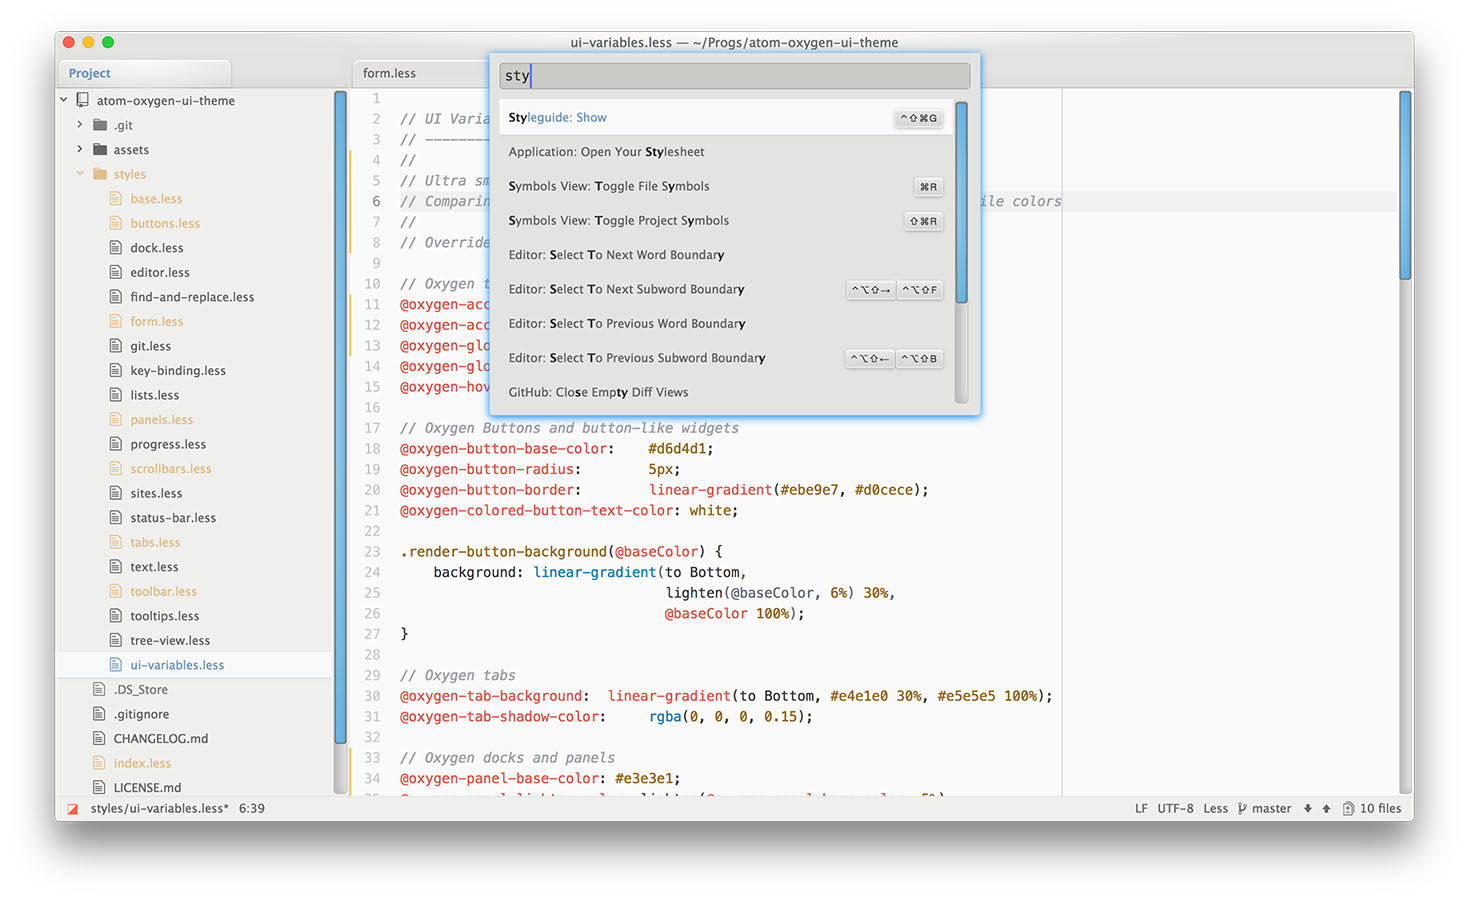 ui-variables.less — ~/Progs/atom-oxygen-ui-theme
Project
atom-oxygen-ui-theme
.git
assets
styles
base.less
buttons.less
dock.less
editor.less
find-and-replace.less
form.less
git.less
key-binding.less
lists.less
panels.less
progress.less
scrollbars.less
sites.less
status-bar.less
tabs.less
text.less
toolbar.less
tooltips.less
tree-view.less
ui-variables.less
.DS_Store
.gitignore
CHANGELOG.md
index.less
LICENSE.md
form.less
sty
Styleguide: Show ⌃⇧⌘G
Application: Open Your Stylesheet
Symbols View: Toggle File Symbols ⌘R
Symbols View: Toggle Project Symbols ⇧⌘R
Editor: Select To Next Word Boundary
Editor: Select To Next Subword Boundary ⌃⌥⇧→ ⌃⌥⇧F
Editor: Select To Previous Word Boundary
Editor: Select To Previous Subword Boundary ⌃⌥⇧← ⌃⌥⇧B
GitHub: Close Empty Diff Views
1
2 // UI Varia
3 // --------
4 //
5 // Ultra sm
6 // Comparin ile colors
7 //
8 // Override
9
10 // Oxygen t
11 @oxygen-acc
12 @oxygen-acc
13 @oxygen-glo
14 @oxygen-glo
15 @oxygen-hov
16
17 // Oxygen Buttons and button-like widgets
18 @oxygen-button-base-color: #d6d4d1;
19 @oxygen-button-radius: 5px;
20 @oxygen-button-border: linear-gradient(#ebe9e7, #d0cece);
21 @oxygen-colored-button-text-color: white;
22
23 .render-button-background(@baseColor) {
24 background: linear-gradient(to Bottom,
25 lighten(@baseColor, 6%) 30%,
26 @baseColor 100%);
27 }
28
29 // Oxygen tabs
30 @oxygen-tab-background: linear-gradient(to Bottom, #e4e1e0 30%, #e5e5e5 100%);
31 @oxygen-tab-shadow-color: rgba(0, 0, 0, 0.15);
32
33 // Oxygen docks and panels
34 @oxygen-panel-base-color: #e3e3e1;
styles/ui-variables.less* 6:39
LF UTF-8 Less master 10 files